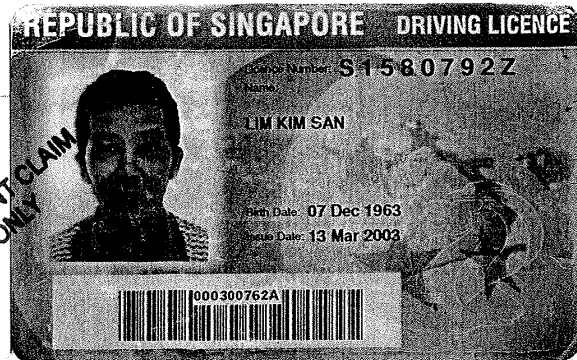 REPUBLIC OF SINGAPORE DRIVING LICENCE
Licence Number: S1580792Z
Name:
LIM KIM SAN
Birth Date: 07 Dec 1963
Issue Date: 13 Mar 2003
CLAIM
ONLY
000300762A